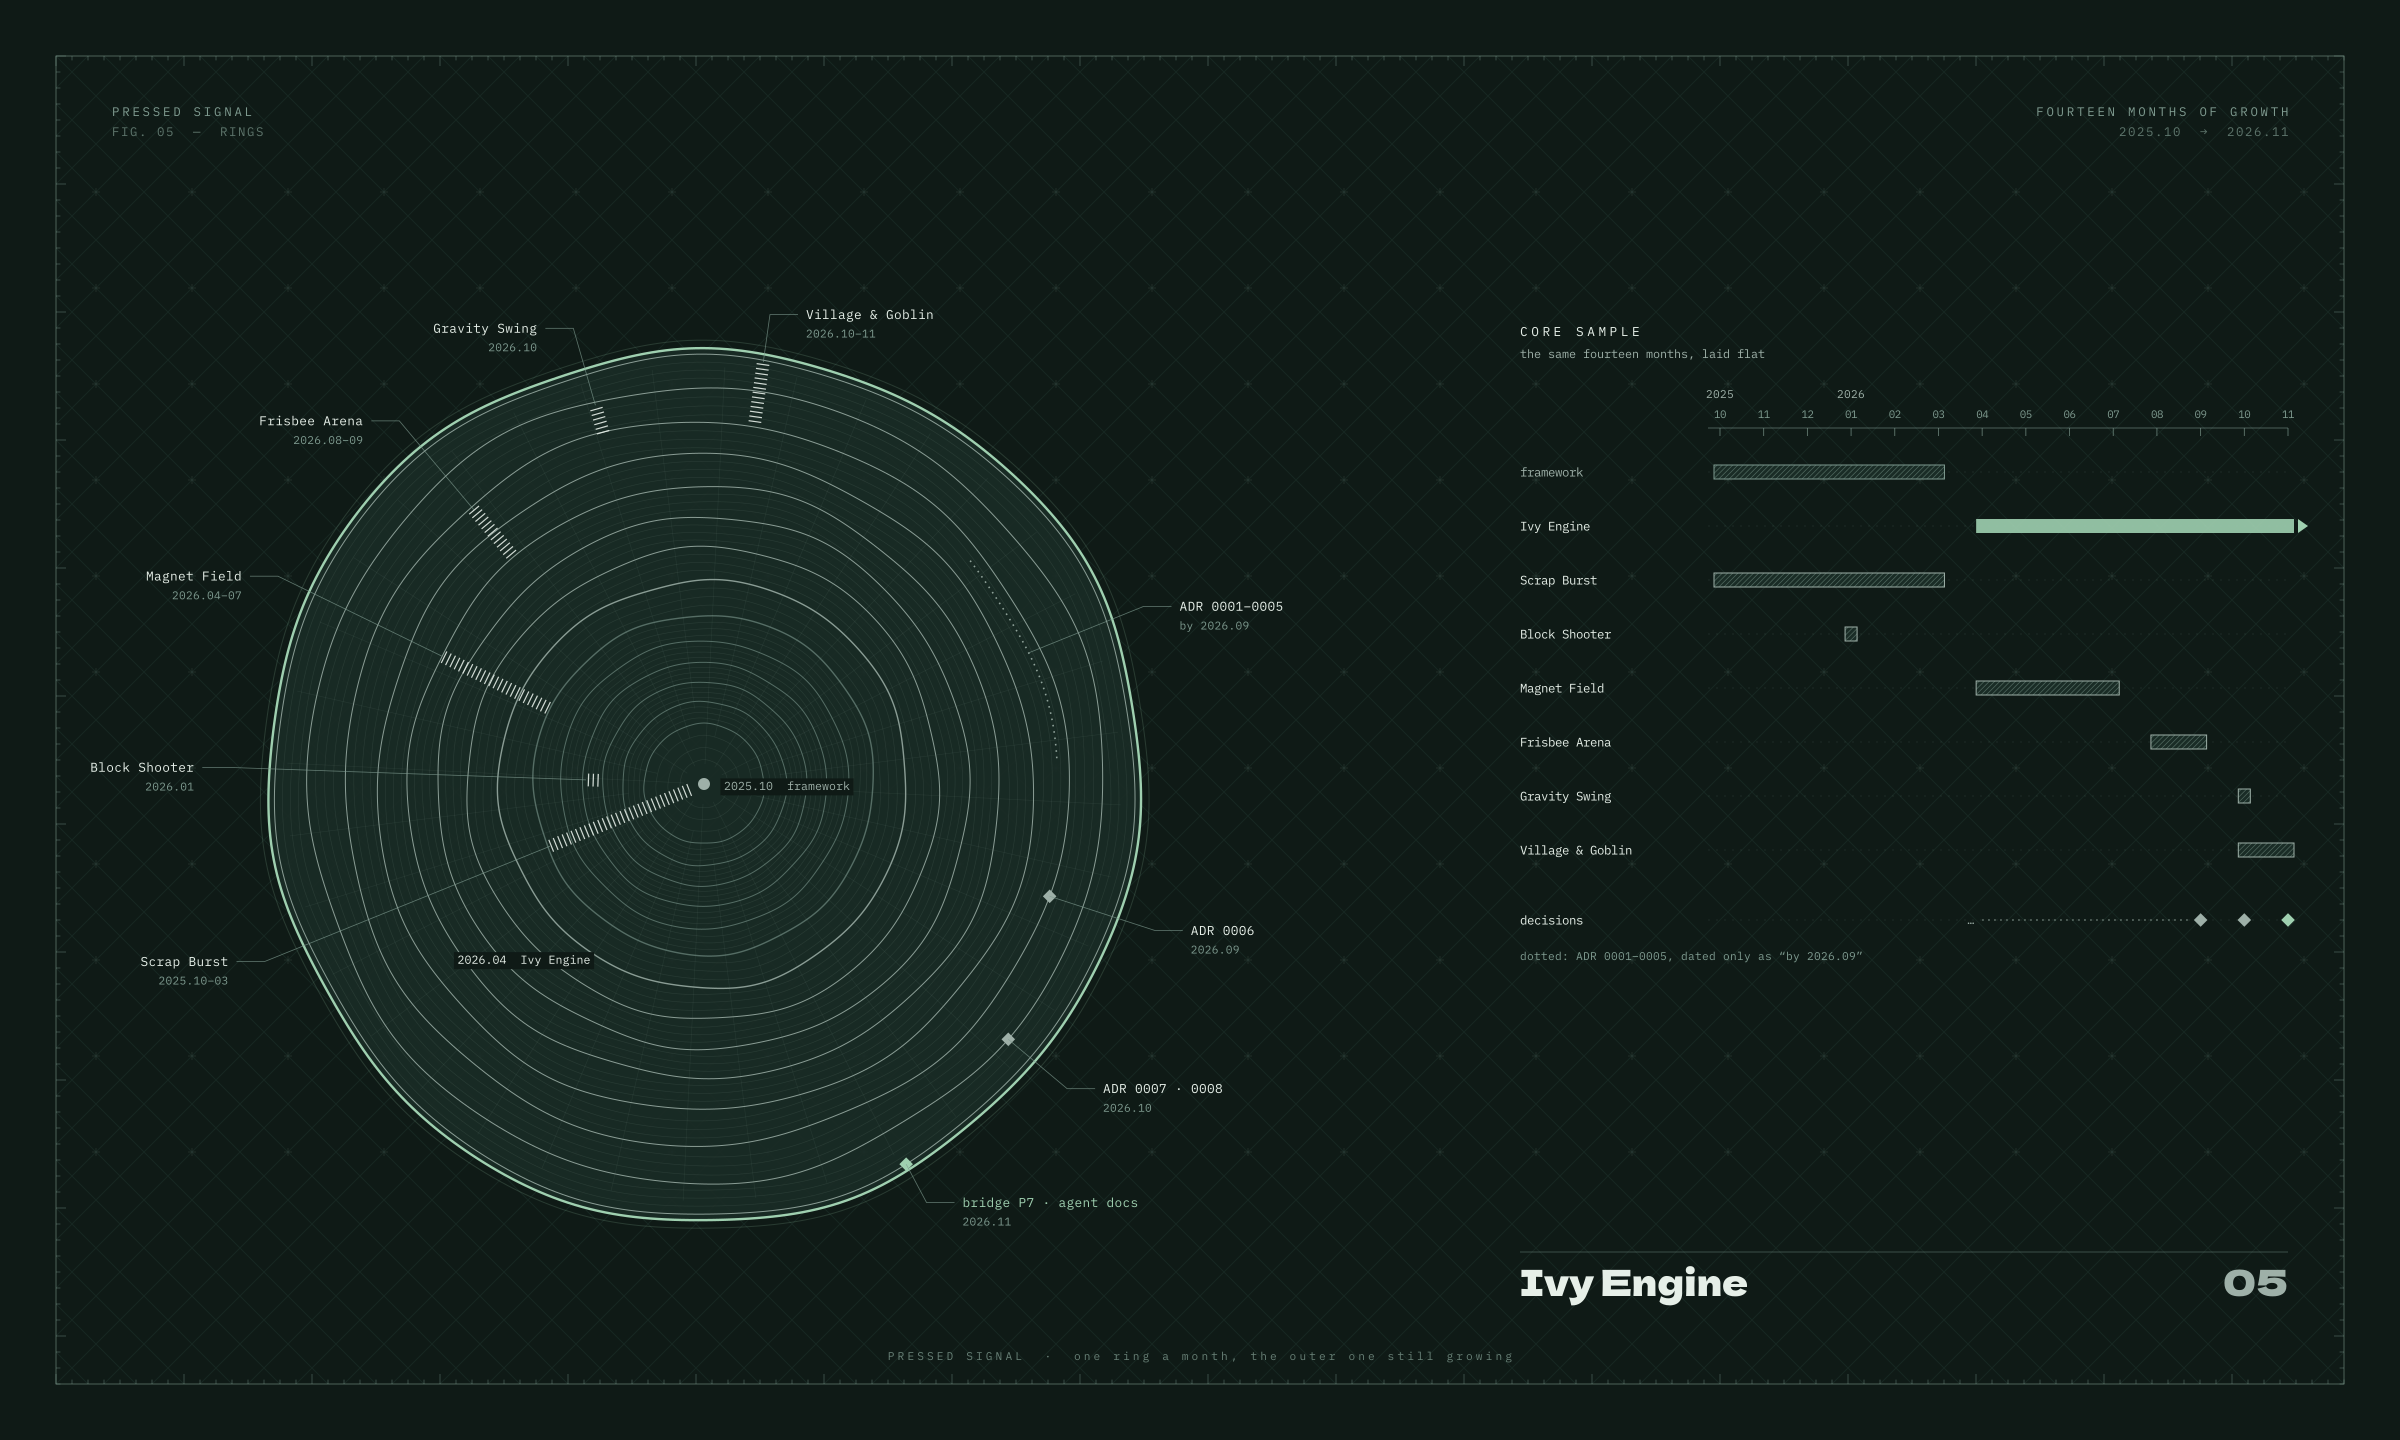 PRESSED SIGNAL
FIG. 05 — RINGS
FOURTEEN MONTHS OF GROWTH
2025.10 → 2026.11
Village & Goblin
2026.10–11
Gravity Swing
2026.10
Frisbee Arena
2026.08–09
Magnet Field
2026.04–07
Block Shooter
2026.01
Scrap Burst
2025.10–03
2025.10 framework
2026.04 Ivy Engine
ADR 0001–0005
by 2026.09
ADR 0006
2026.09
ADR 0007 · 0008
2026.10
bridge P7 · agent docs
2026.11
CORE SAMPLE
the same fourteen months, laid flat
2025 2026
10 11 12 01 02 03 04 05 06 07 08 09 10 11
framework
Ivy Engine
Scrap Burst
Block Shooter
Magnet Field
Frisbee Arena
Gravity Swing
Village & Goblin
decisions …
dotted: ADR 0001–0005, dated only as “by 2026.09”
Ivy Engine 05
PRESSED SIGNAL · one ring a month, the outer one still growing